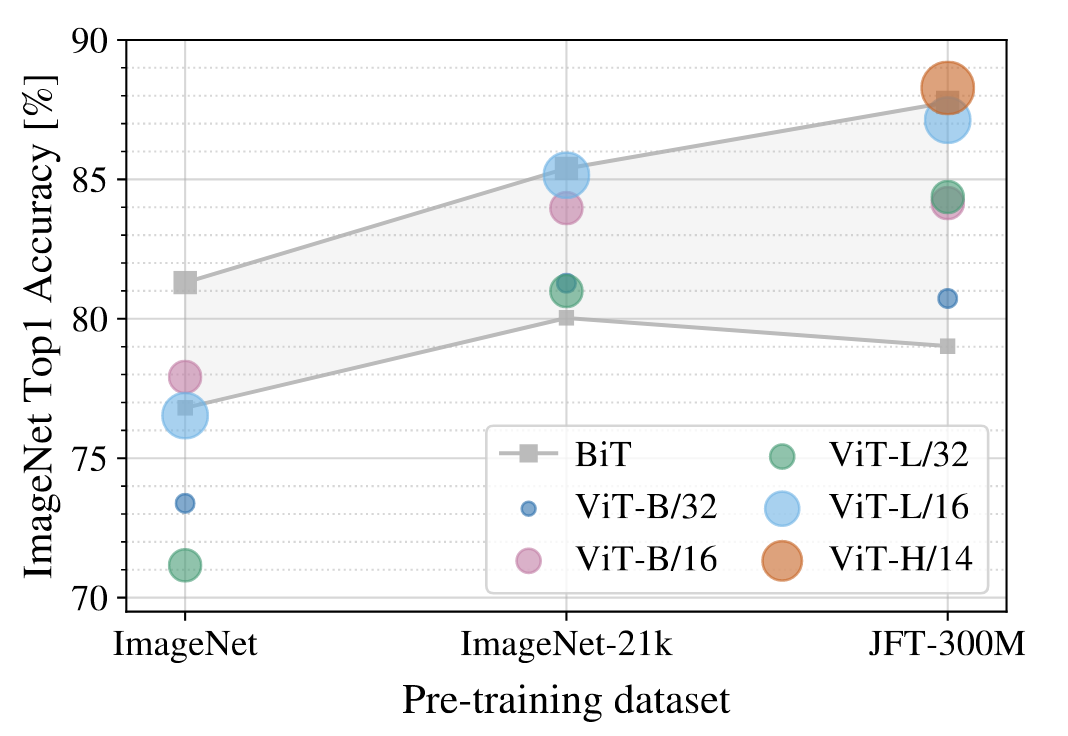 ImageNet Top1 Accuracy [%]
90
85
80
75
70
BiT
ViT-B/32
ViT-B/16
ViT-L/32
ViT-L/16
ViT-H/14
ImageNet
ImageNet-21k
JFT-300M
Pre-training dataset